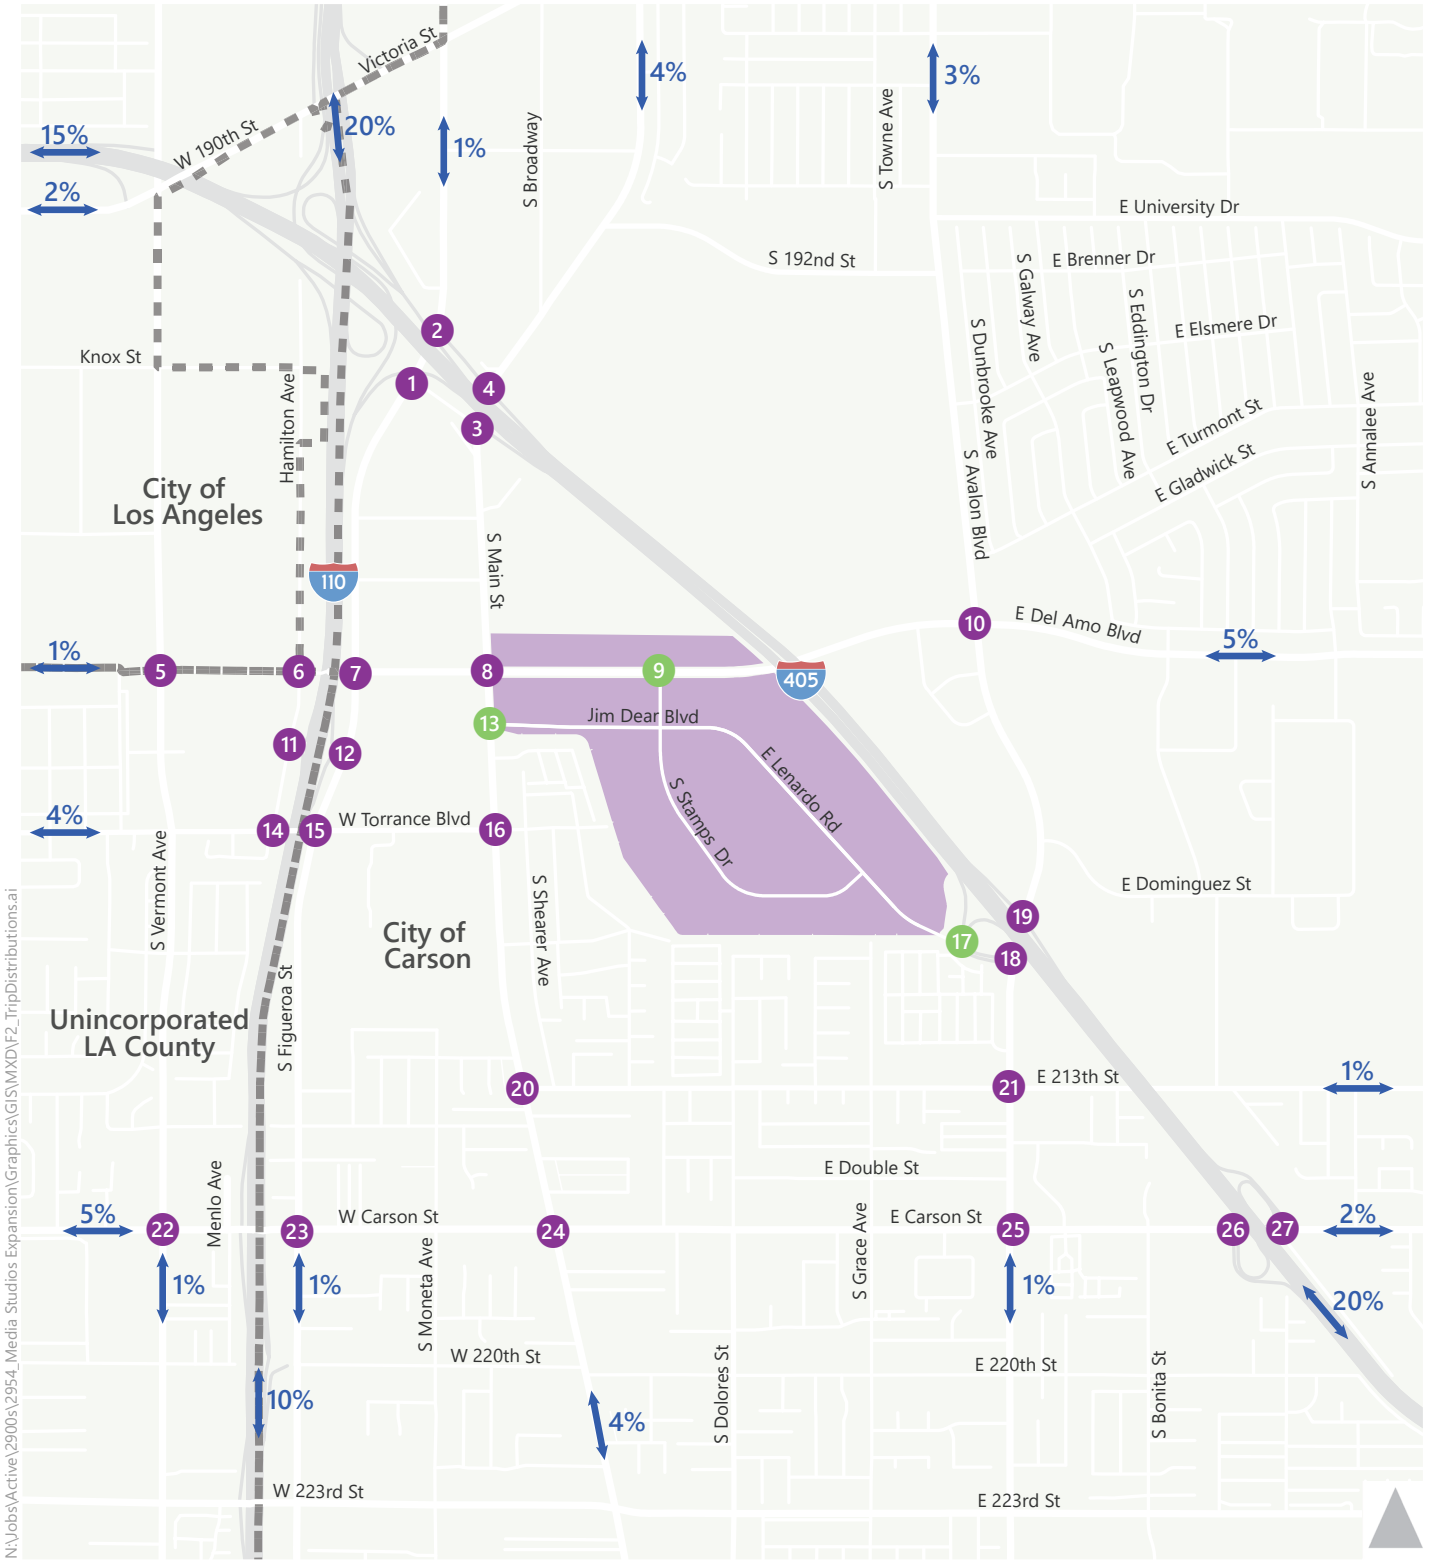 Victoria St
4%
3%
15%
W 190th St
20%
1%
S Broadway
S Towne Ave
2%
E University Dr
S 192nd St
E Brenner Dr
S Galway Ave
S Eddington Dr
E Elsmere Dr
2
Knox St
S Dunbrooke Ave
S Leapwood Ave
1
4
Hamilton Ave
3
E Turmont St
S Annalee Ave
E Gladwick St
City of
Los Angeles
S Avalon Blvd
S Main St
110
10
E Del Amo Blvd
1%
5%
5
6
7
8
9
405
13
Jim Dear Blvd
11
12
E Lenardo Rd
S Stamps Dr
4%
14
15
W Torrance Blvd
16
S Vermont Ave
E Dominguez St
S Shearer Ave
19
City of
Carson
17
18
Unincorporated
LA County
S Figueroa St
20
21
E 213th St
1%
E Double St
Menlo Ave
5%
22
23
W Carson St
24
S Grace Ave
E Carson St
25
26
27
2%
S Moneta Ave
1%
1%
1%
20%
W 220th St
S Dolores St
E 220th St
S Bonita St
10%
4%
W 223rd St
E 223rd St
N:\Jobs\Active\2900s\2954_Media Studios Expansion\Graphics\GIS\MXD\F2_TripDistributions.ai